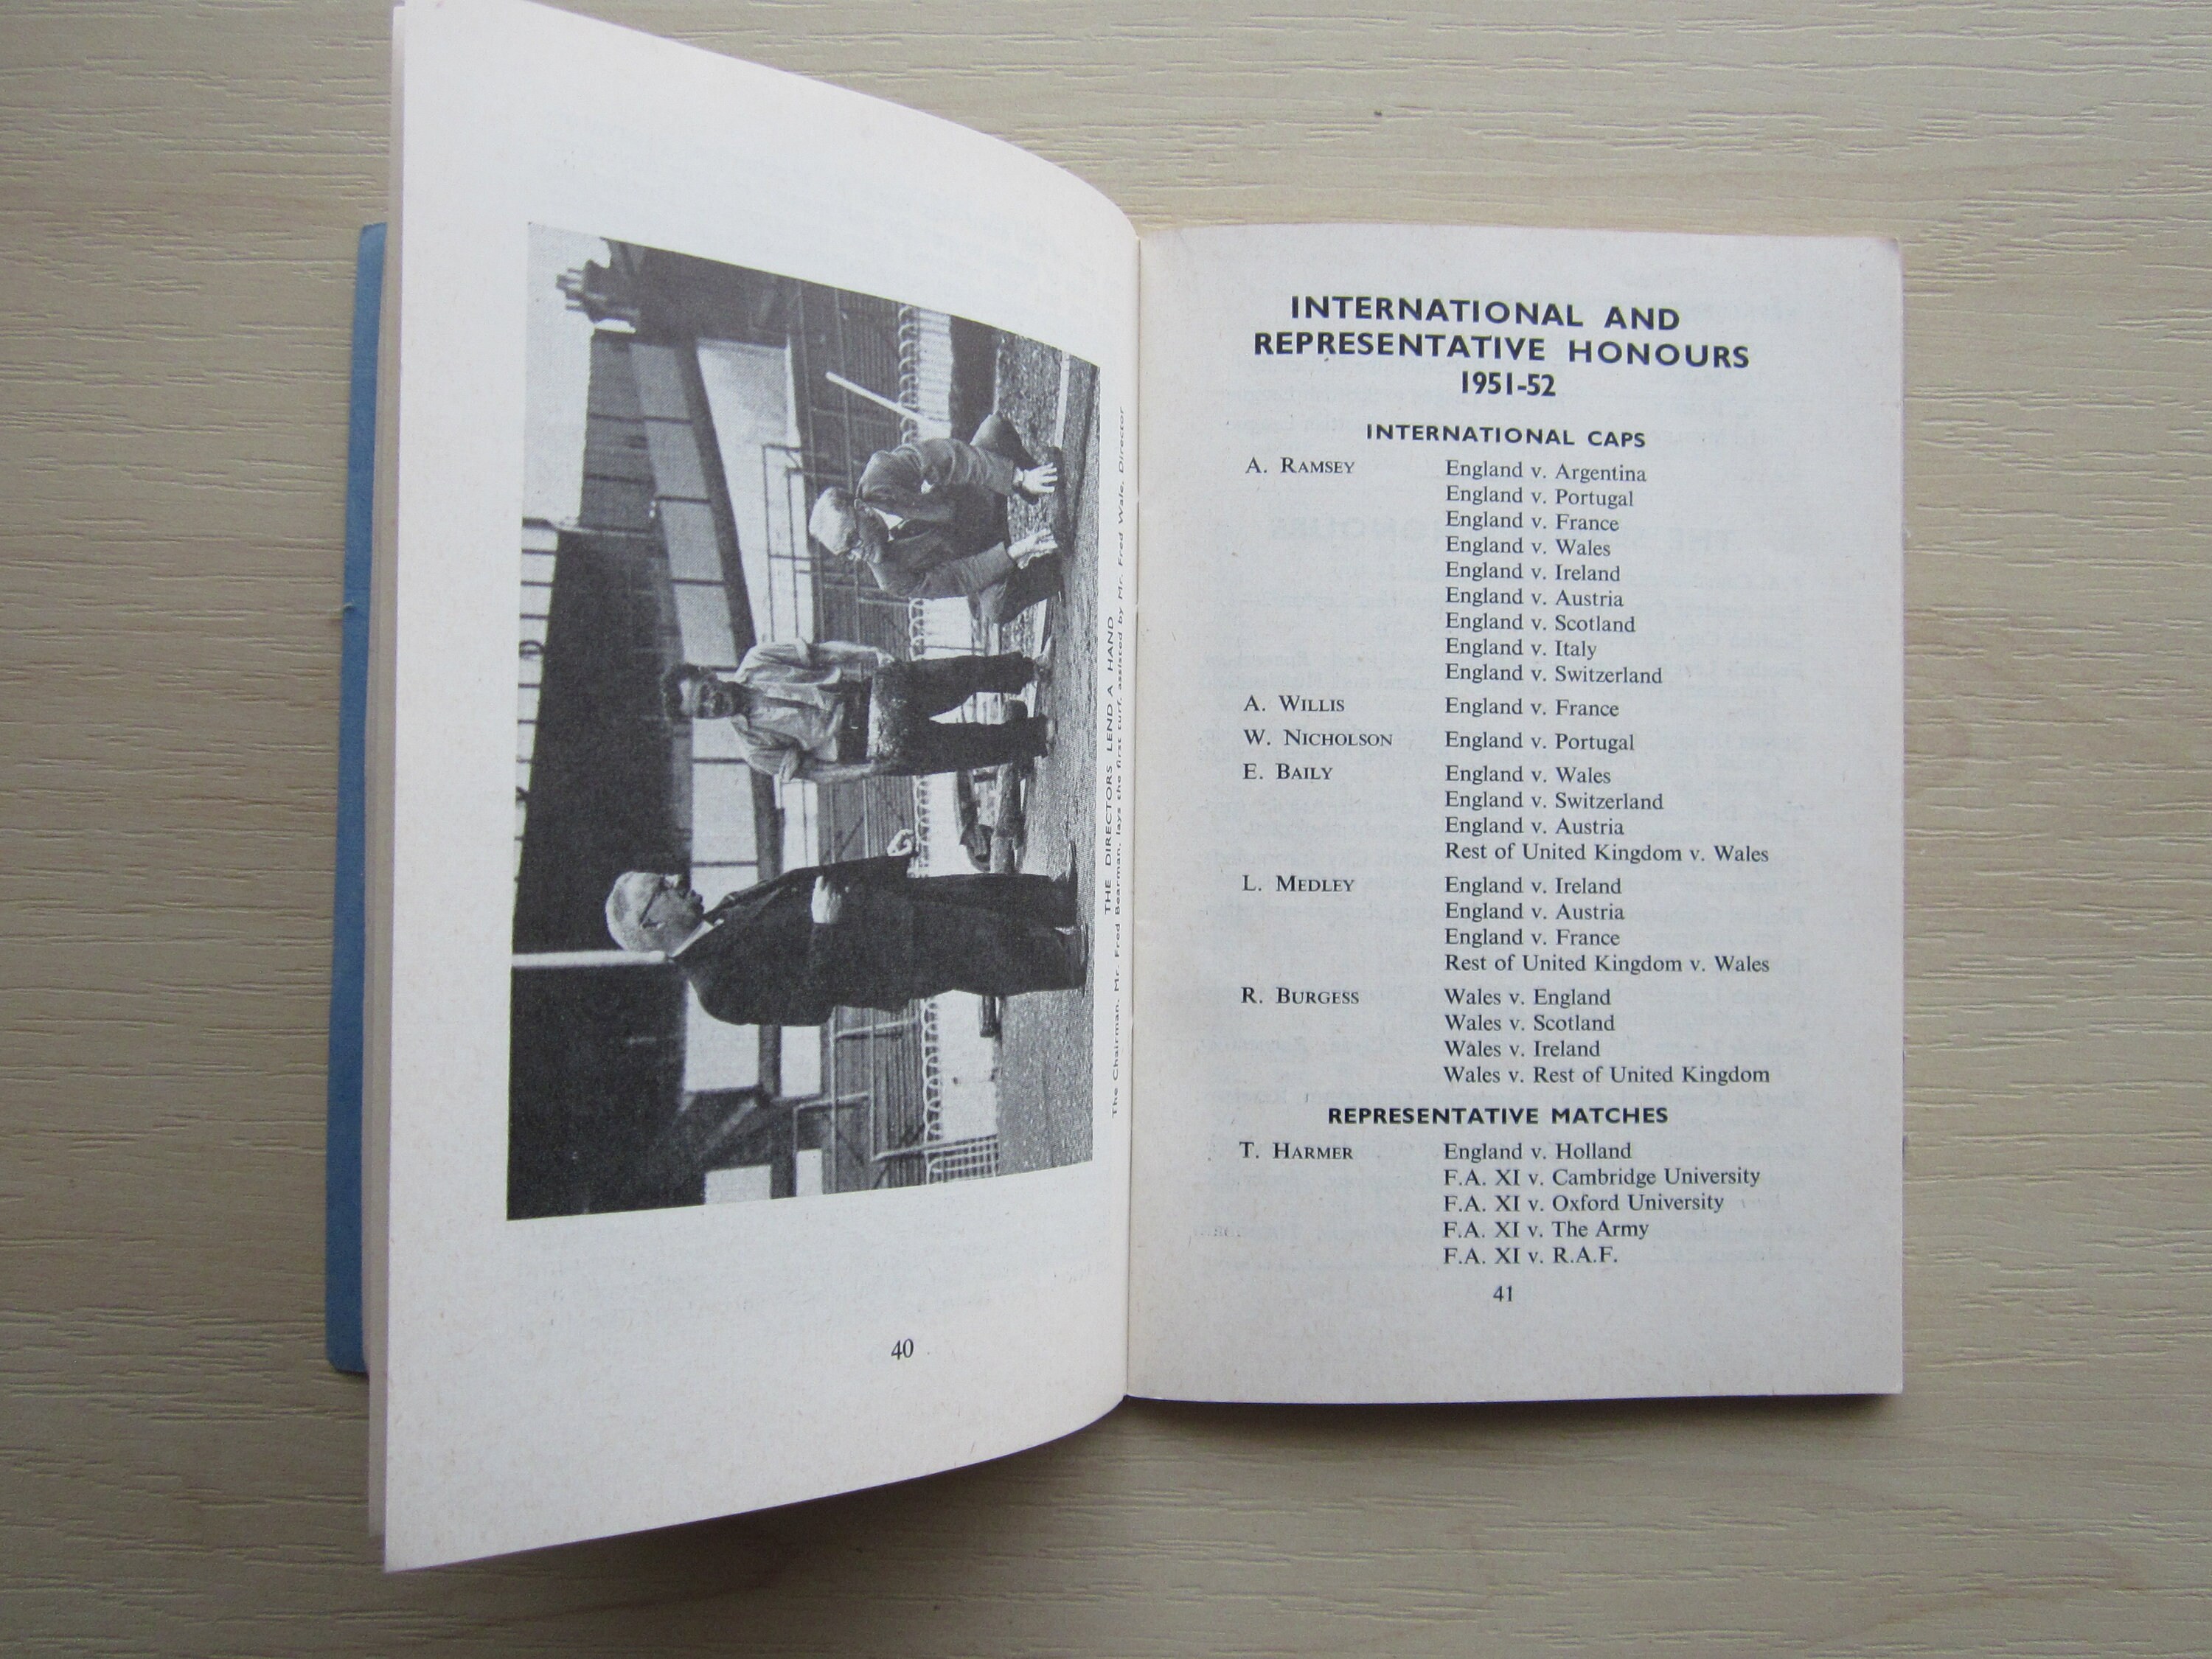 THE DIRECTORS LEND A HAND
The Chairman, Mr. Fred Bearman, lays the first turf, assisted by Mr. Fred Wale, Director
40
INTERNATIONAL AND
REPRESENTATIVE HONOURS
1951-52
INTERNATIONAL CAPS
A. RAMSEY England v. Argentina
England v. Portugal
England v. France
England v. Wales
England v. Ireland
England v. Austria
England v. Scotland
England v. Italy
England v. Switzerland
A. WILLIS England v. France
W. NICHOLSON England v. Portugal
E. BAILY England v. Wales
England v. Switzerland
England v. Austria
Rest of United Kingdom v. Wales
L. MEDLEY England v. Ireland
England v. Austria
England v. France
Rest of United Kingdom v. Wales
R. BURGESS Wales v. England
Wales v. Scotland
Wales v. Ireland
Wales v. Rest of United Kingdom
REPRESENTATIVE MATCHES
T. HARMER England v. Holland
F.A. XI v. Cambridge University
F.A. XI v. Oxford University
F.A. XI v. The Army
F.A. XI v. R.A.F.
41